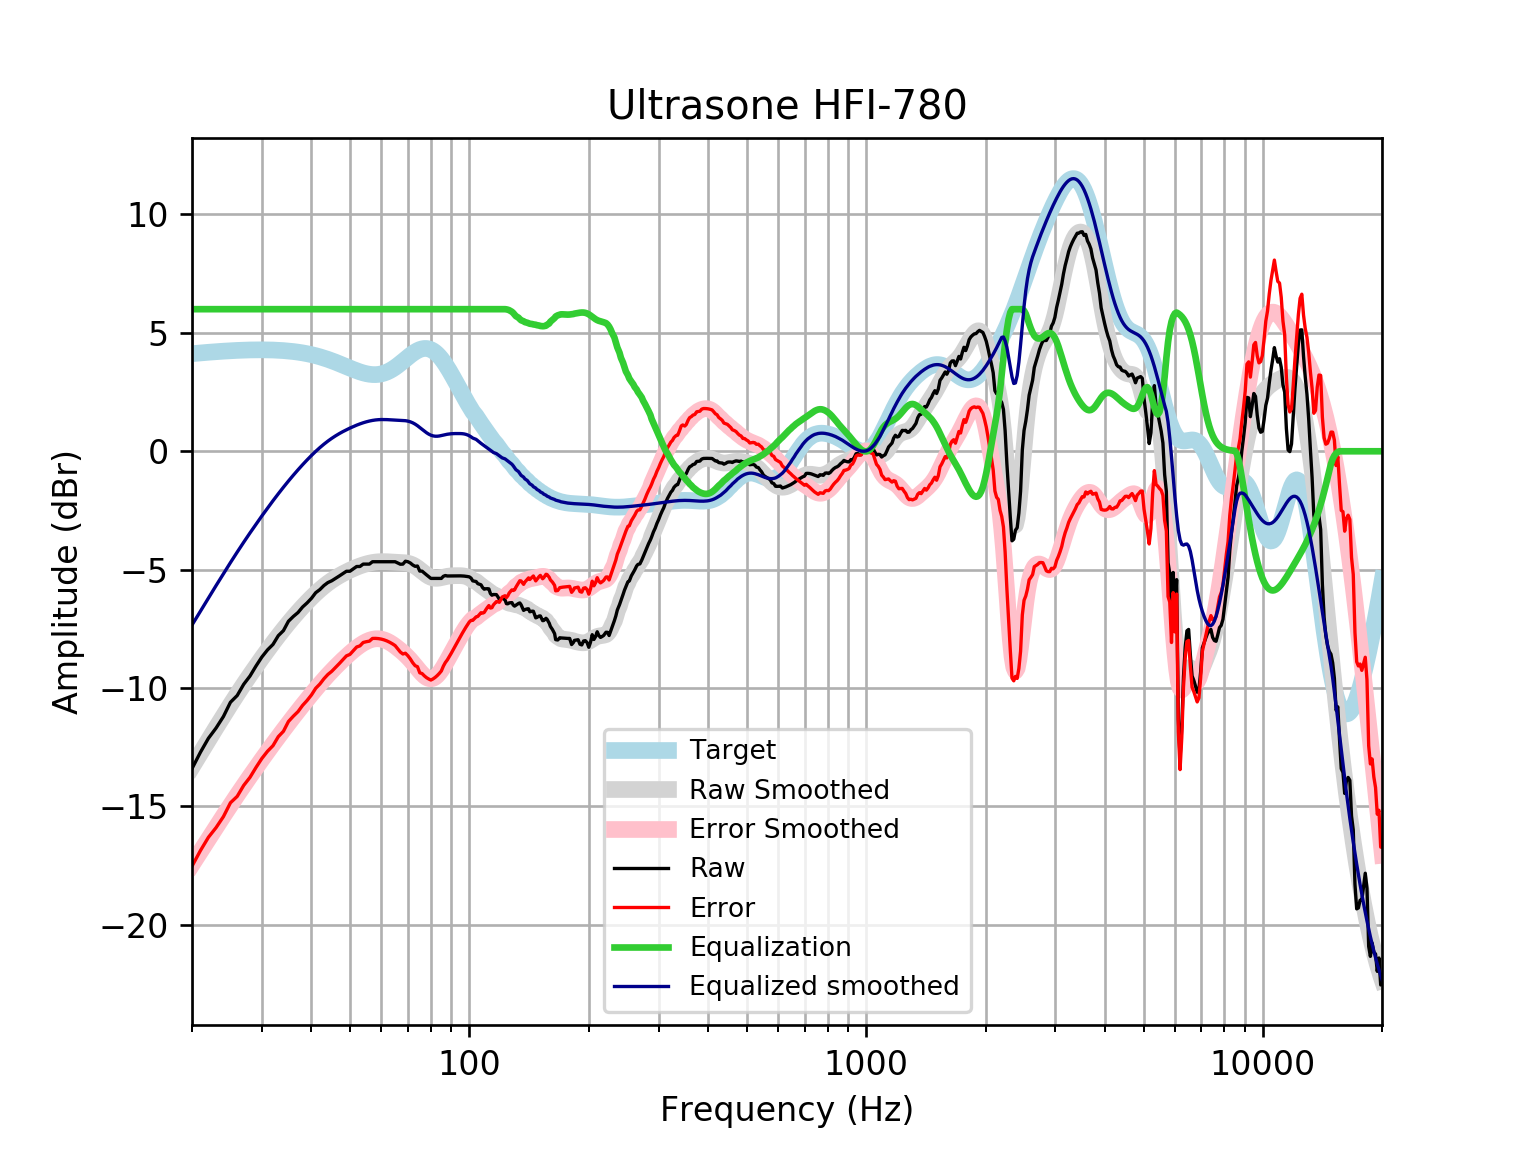 Ultrasone HFI-780
Amplitude (dBr)
10
5
0
−5
−10
−15
−20
Target
Raw Smoothed
Error Smoothed
Raw
Error
Equalization
Equalized smoothed
100
1000
10000
Frequency (Hz)